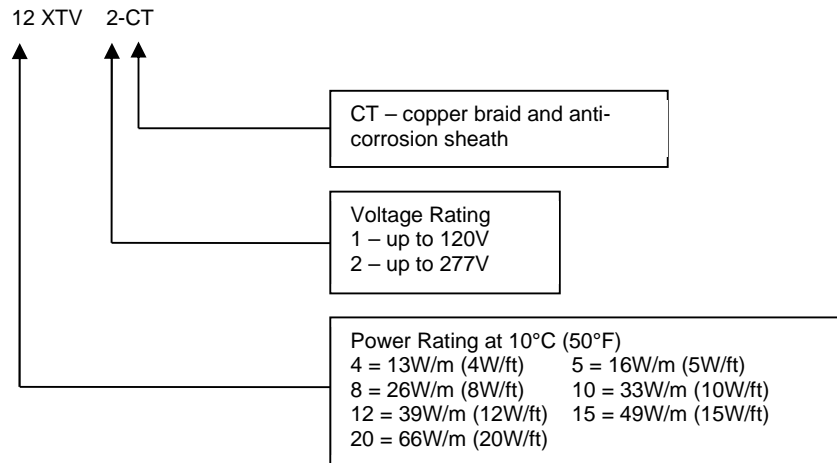 12 XTV 2-CT
CT – copper braid and anti-
corrosion sheath
Voltage Rating
1 – up to 120V
2 – up to 277V
Power Rating at 10°C (50°F)
4 = 13W/m (4W/ft) 5 = 16W/m (5W/ft)
8 = 26W/m (8W/ft) 10 = 33W/m (10W/ft)
12 = 39W/m (12W/ft) 15 = 49W/m (15W/ft)
20 = 66W/m (20W/ft)